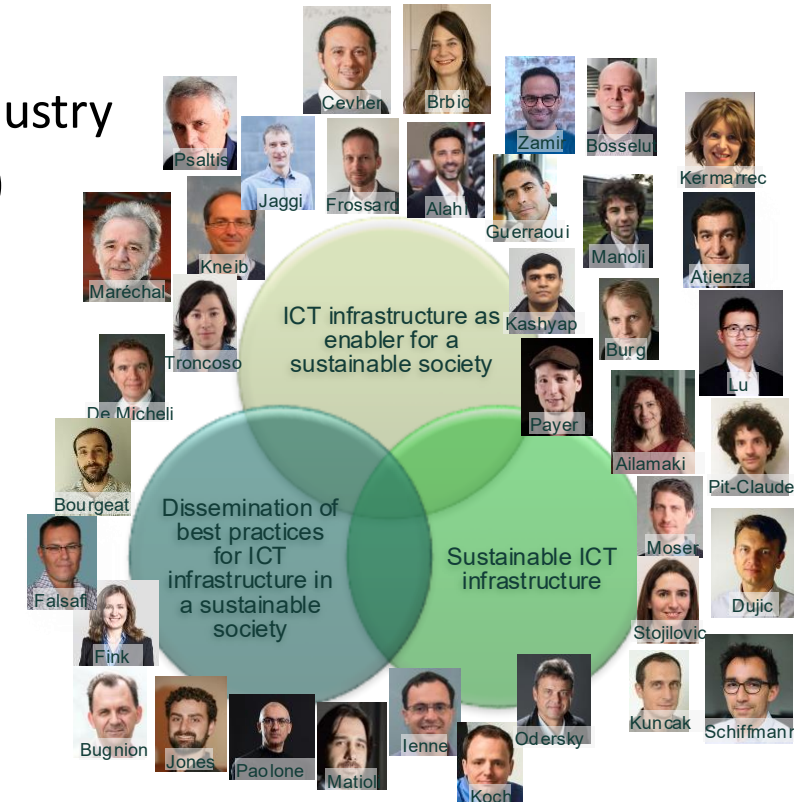 ustry
)
Cevher
Brbic
Psaltis
Jaggi
Frossard
Alahi
Zamir
Bosselut
Kermarrec
Guerraoui
Manoli
Atienza
Maréchal
Kneib
Troncoso
ICT infrastructure as
enabler for a
sustainable society
Kashyap
Burg
Lu
De Micheli
Payer
Ailamaki
Pit-Claude
Bourgeat
Dissemination of
best practices
for ICT
infrastructure in
a sustainable
society
Sustainable ICT
infrastructure
Moser
Dujic
Falsafi
Fink
Stojilovic
Bugnion
Jones
Paolone
Matiol
Ienne
Koch
Odersky
Kuncak
Schiffmann